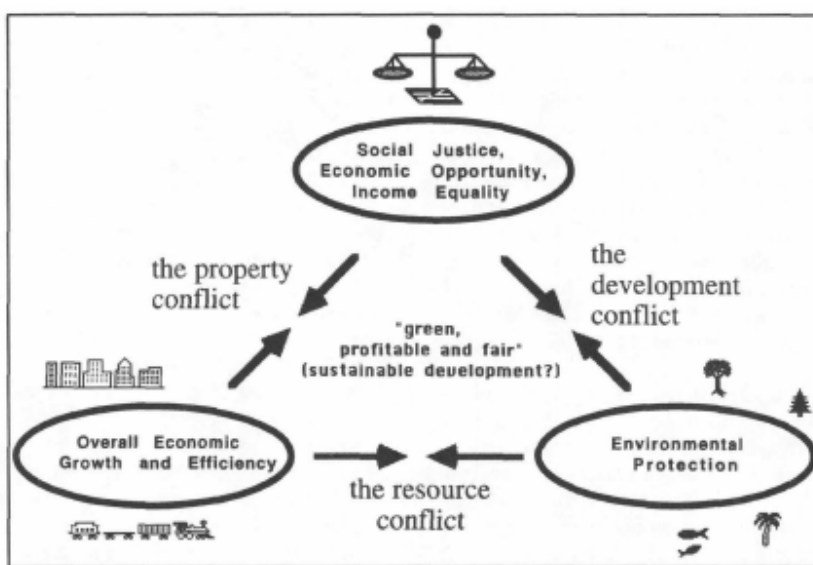 Social Justice,
Economic Opportunity,
Income Equality
the property
conflict
the
development
conflict
"green,
profitable and fair"
(sustainable development?)
Overall Economic
Growth and Efficiency
Environmental
Protection
the resource
conflict